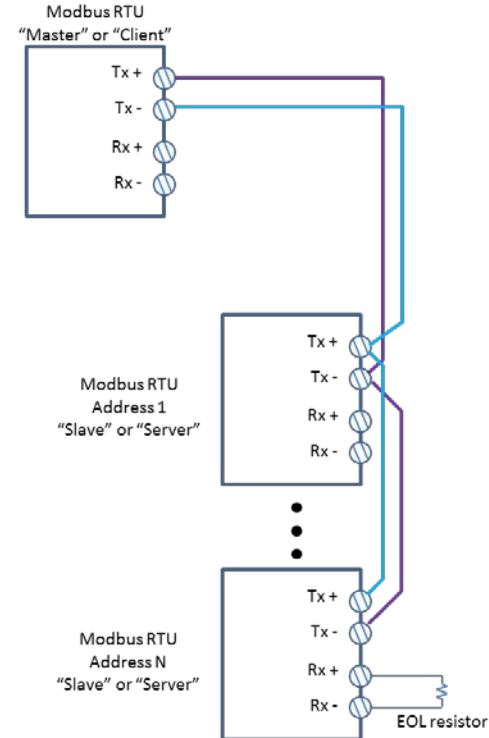 Modbus RTU
“Master” or “Client”
Tx +
Tx -
Rx +
Rx -
Modbus RTU
Address 1
“Slave” or “Server”
Tx +
Tx -
Rx +
Rx -
Modbus RTU
Address N
“Slave” or “Server”
Tx +
Tx -
Rx +
Rx -
EOL resistor